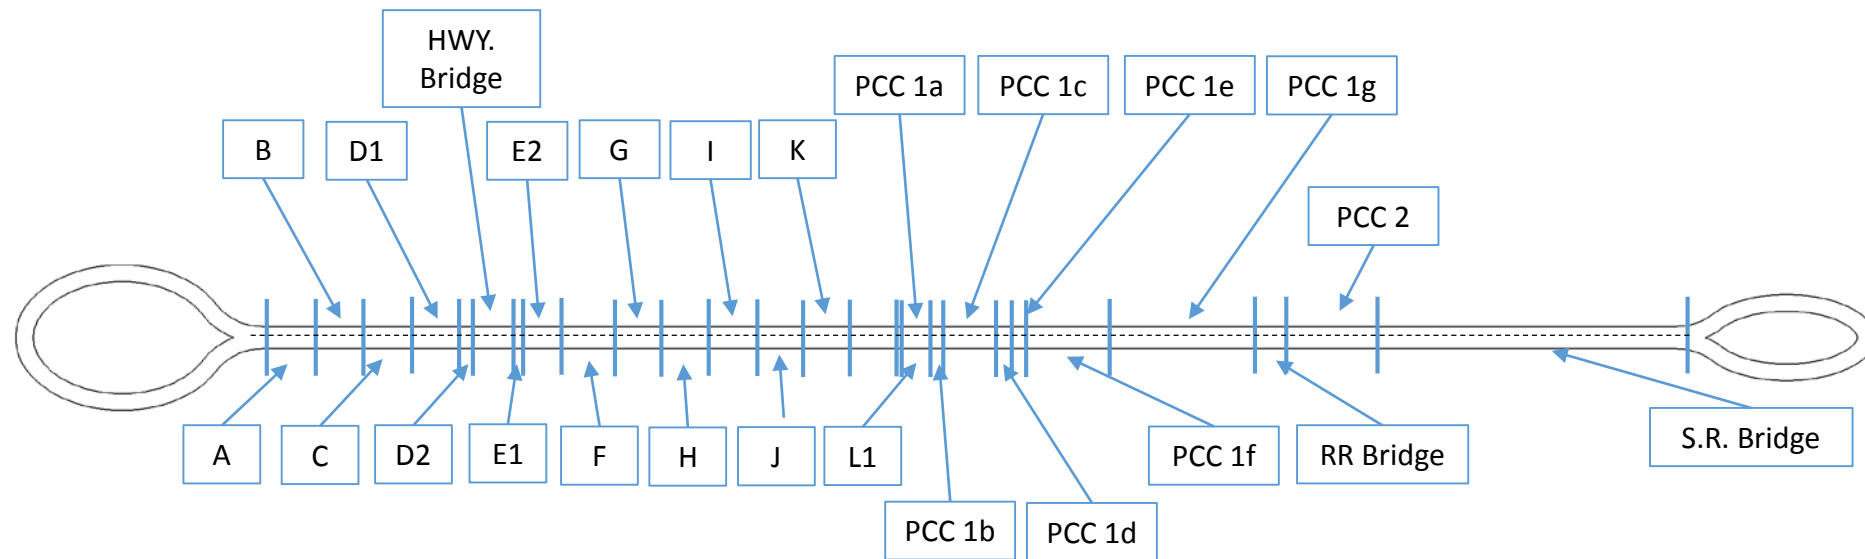 HWY.
Bridge
PCC 1a
PCC 1c
PCC 1e
PCC 1g
B
D1
E2
G
I
K
PCC 2
A
C
D2
E1
F
H
J
L1
PCC 1f
RR Bridge
S.R. Bridge
PCC 1b
PCC 1d